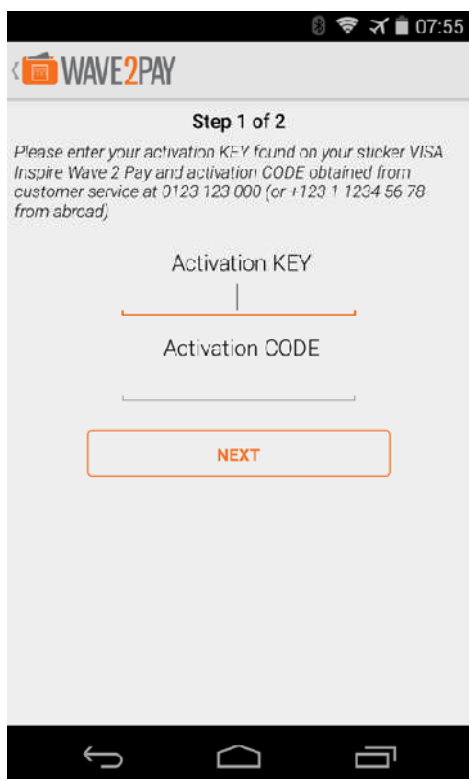 07:55
WAVE2PAY
Step 1 of 2
Please enter your activation KEY found on your sticker VISA
Inspire Wave 2 Pay and activation CODE obtained from
customer service at 0123 123 000 (or +123 1 1234 56 78
from abroad)
Activation KEY
Activation CODE
NEXT